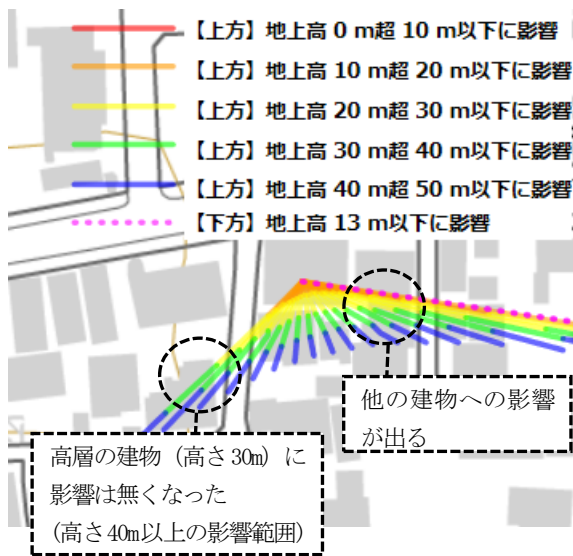 【上方】地上高 0 m超 10 m以下に影響
【上方】地上高 10 m超 20 m以下に影響
【上方】地上高 20 m超 30 m以下に影響
【上方】地上高 30 m超 40 m以下に影響
【上方】地上高 40 m超 50 m以下に影響
【下方】地上高 13 m以下に影響
他の建物への影響
が出る
高層の建物（高さ30m）に
影響は無くなった
(高さ40m以上の影響範囲)